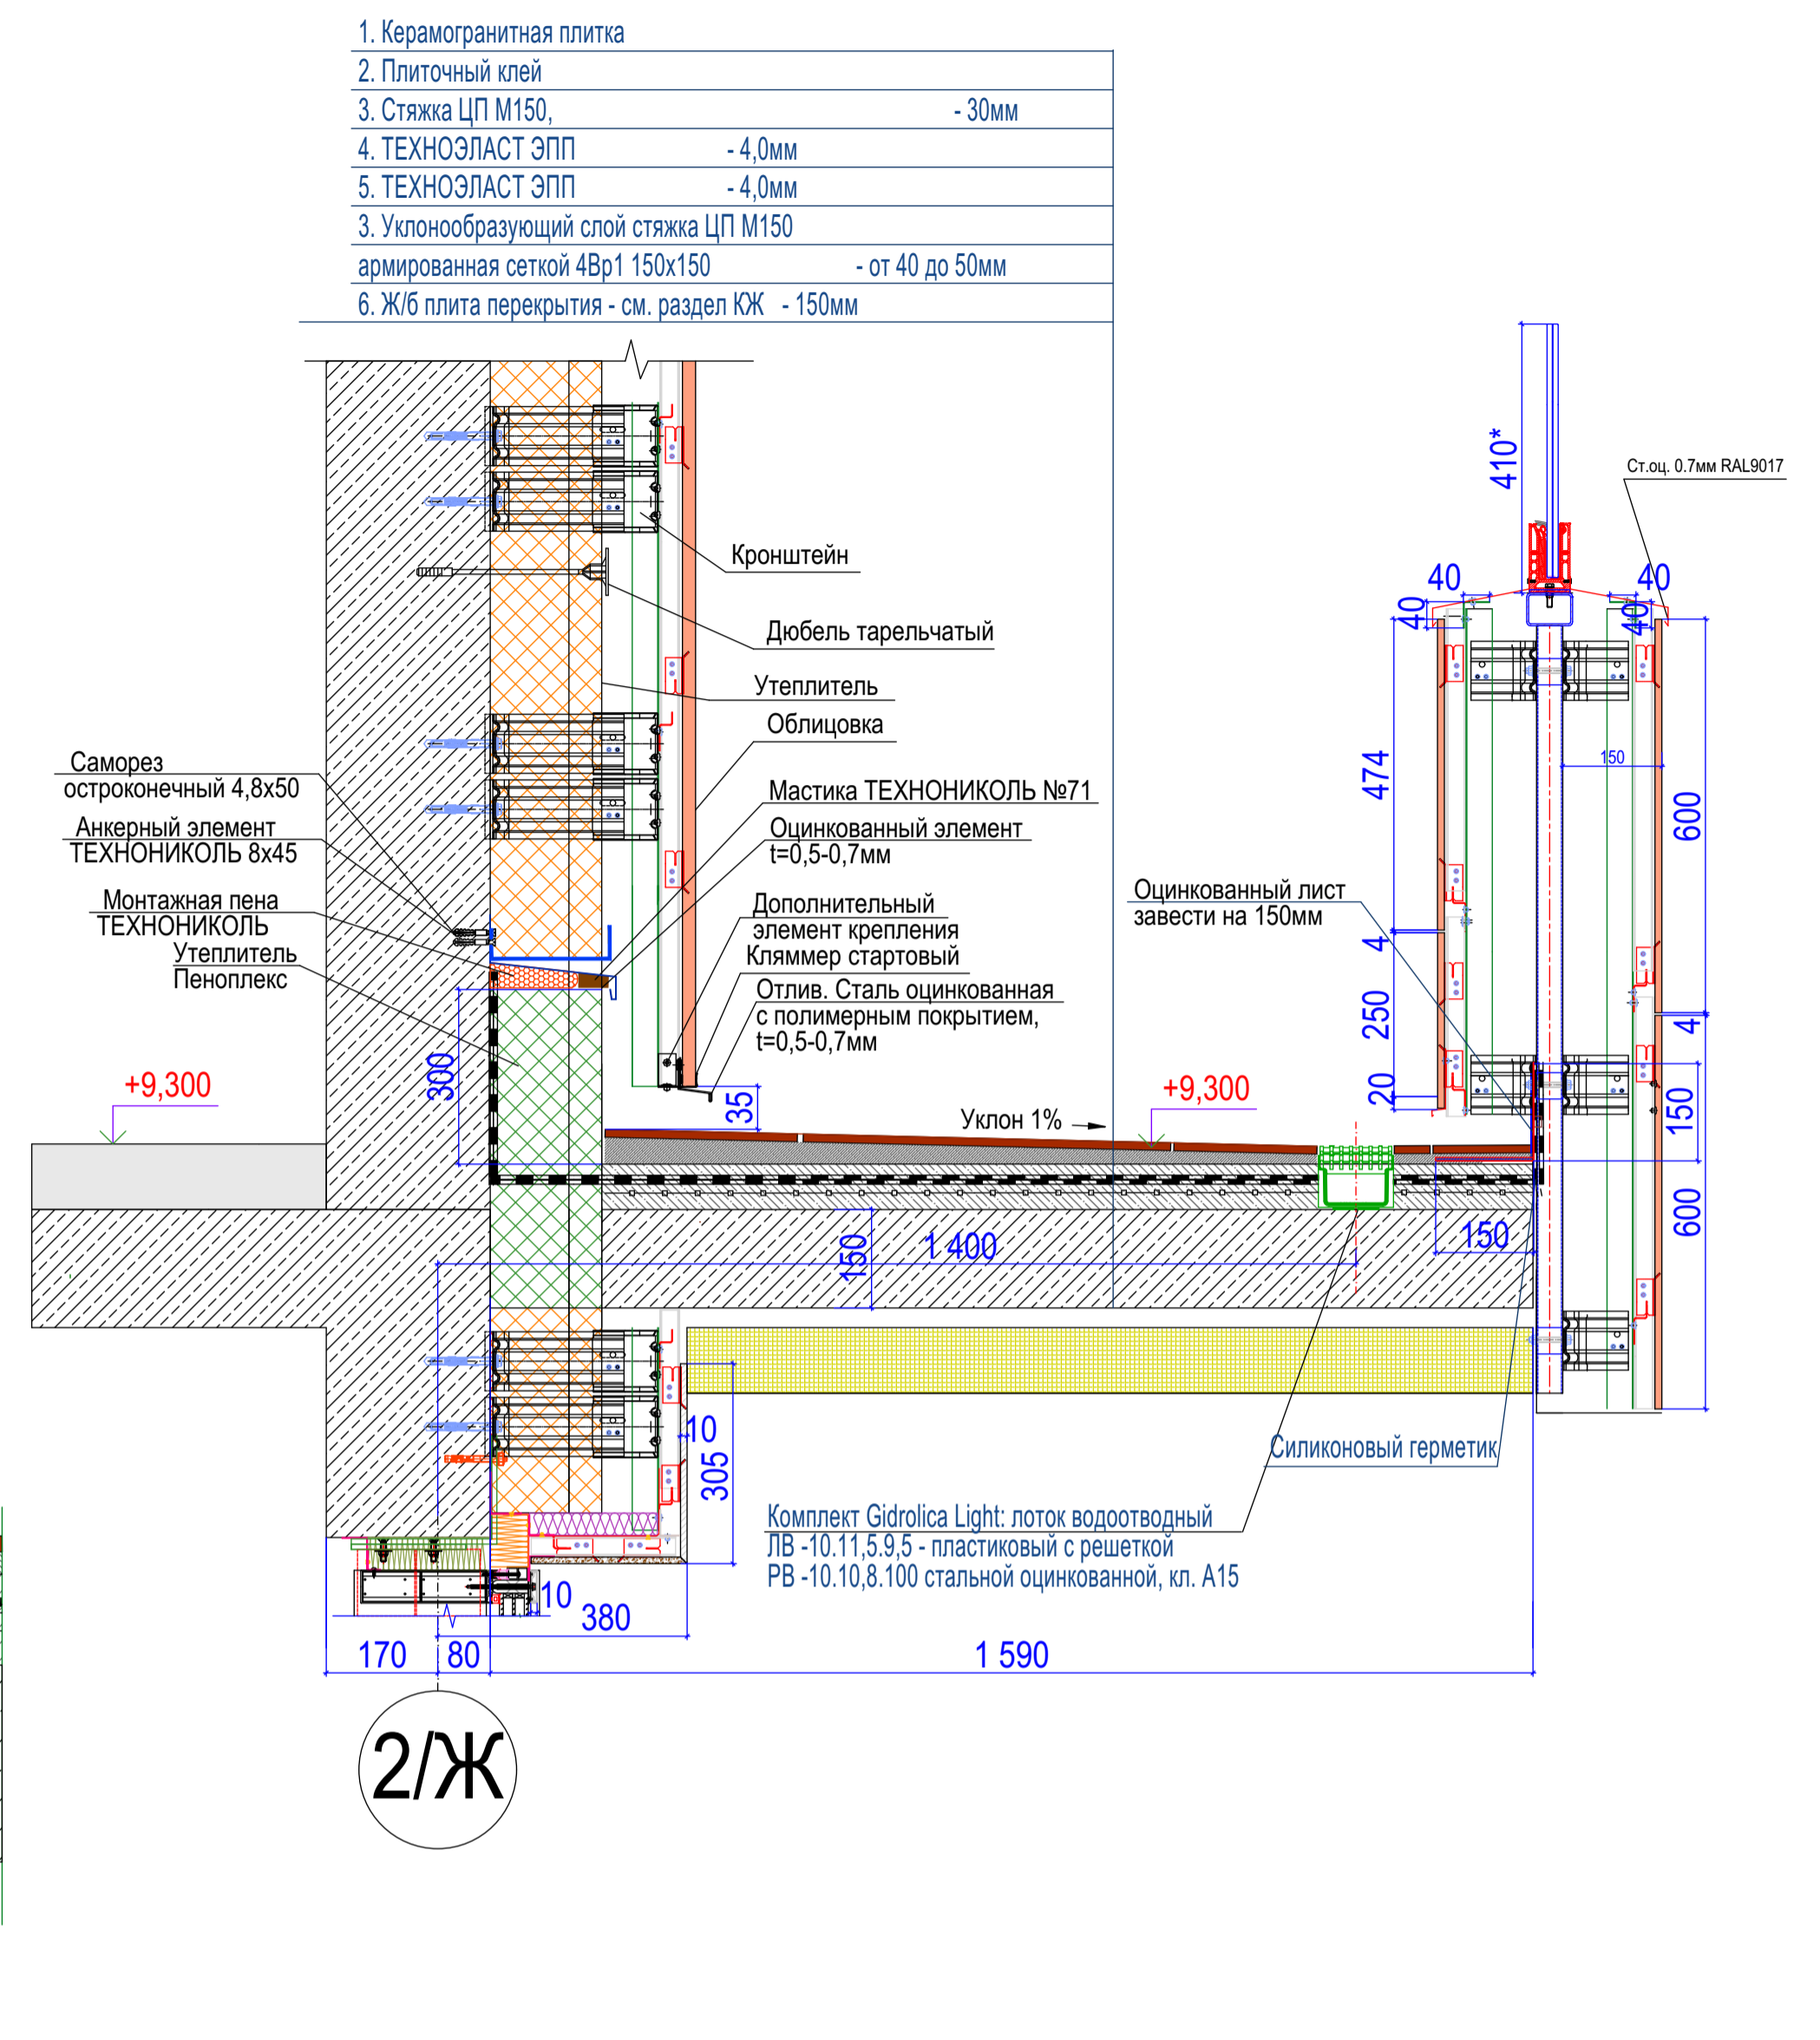 1. Керамогранитная плитка
2. Плиточный клей
3. Стяжка ЦП М150, - 30мм
4. ТЕХНОЭЛАСТ ЭПП - 4,0мм
5. ТЕХНОЭЛАСТ ЭПП - 4,0мм
3. Уклонообразующий слой стяжка ЦП М150
армированная сеткой 4Вр1 150х150 - от 40 до 50мм
6. Ж/б плита перекрытия - см. раздел КЖ - 150мм
410*
Ст.оц. 0.7мм RAL9017
Кронштейн
40
40
40
40
Дюбель тарельчатый
Утеплитель
Облицовка
Саморез
остроконечный 4,8х50
474
150
600
Мастика ТЕХНОНИКОЛЬ №71
Анкерный элемент
ТЕХНОНИКОЛЬ 8х45
Оцинкованный элемент
t=0,5-0,7мм
Монтажная пена
ТЕХНОНИКОЛЬ
Дополнительный
элемент крепления
Оцинкованный лист
завести на 150мм
Утеплитель
Пеноплекс
Кляммер стартовый
4
Отлив. Сталь оцинкованная
с полимерным покрытием,
t=0,5-0,7мм
250
4
300
+9,300
35
+9,300
20
150
Уклон 1%
600
150
1 400
150
10
305
Силиконовый герметик
Комплект Gidrolica Light: лоток водоотводный
ЛВ -10.11,5.9,5 - пластиковый с решеткой
РВ -10.10,8.100 стальной оцинкованной, кл. А15
10
380
170
80
1 590
2/Ж